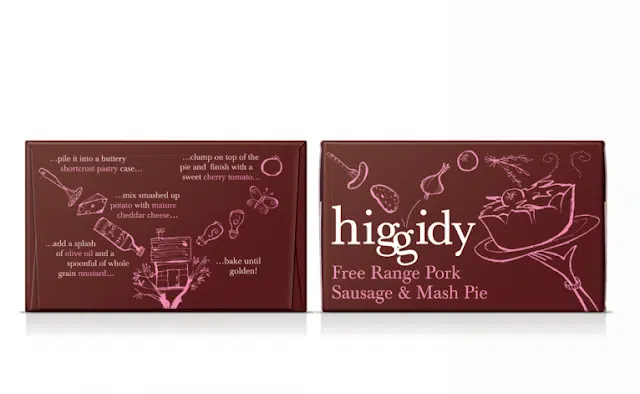 ...pile it into a buttery
shortcrust pastry case...
...clump on top of the
pie and finish with a
sweet cherry tomato...
...mix smashed up
potato with mature
cheddar cheese...
...add a splash
of olive oil and a
spoonful of whole
grain mustard...
...bake until
golden!
higgidy
Free Range Pork
Sausage & Mash Pie